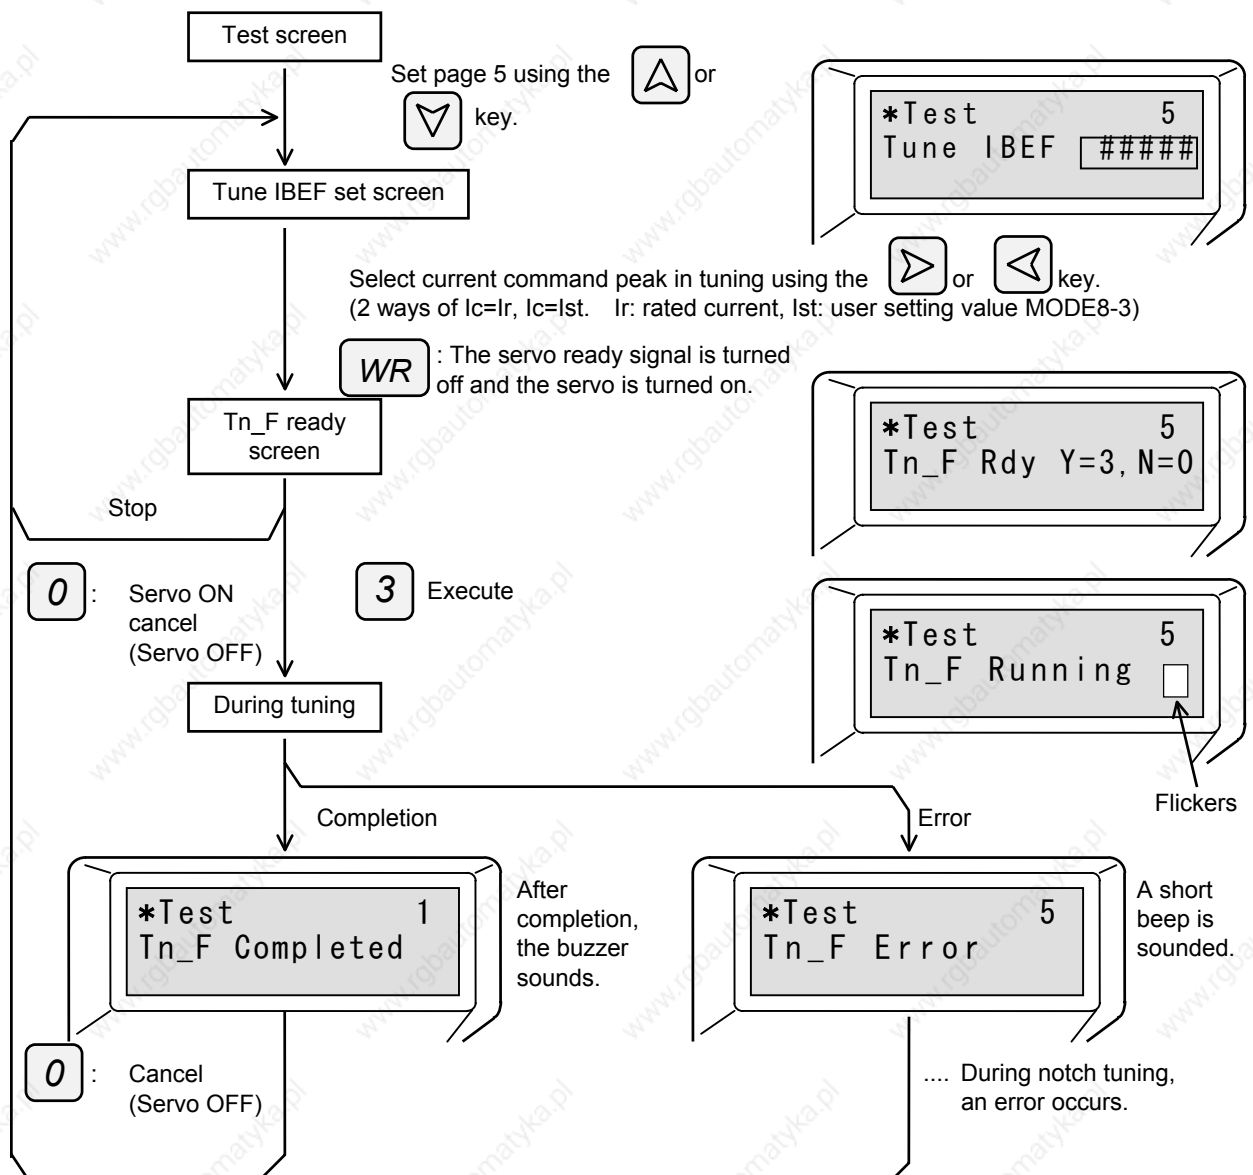 Test screen
Set page 5 using the or
key.
*Test 5
Tune IBEF #####
Tune IBEF set screen
Select current command peak in tuning using the or key.
(2 ways of Ic=Ir, Ic=Ist. Ir: rated current, Ist: user setting value MODE8-3)
WR : The servo ready signal is turned
off and the servo is turned on.
Tn_F ready
screen
*Test 5
Tn_F Rdy Y=3,N=0
Stop
0 : Servo ON
cancel
(Servo OFF)
3 Execute
*Test 5
Tn_F Running
Flickers
During tuning
Completion
Error
*Test 1
Tn_F Completed
After
completion,
the buzzer
sounds.
*Test 5
Tn_F Error
A short
beep is
sounded.
0 : Cancel
(Servo OFF)
.... During notch tuning,
an error occurs.
www.rgbautomatyka.pl